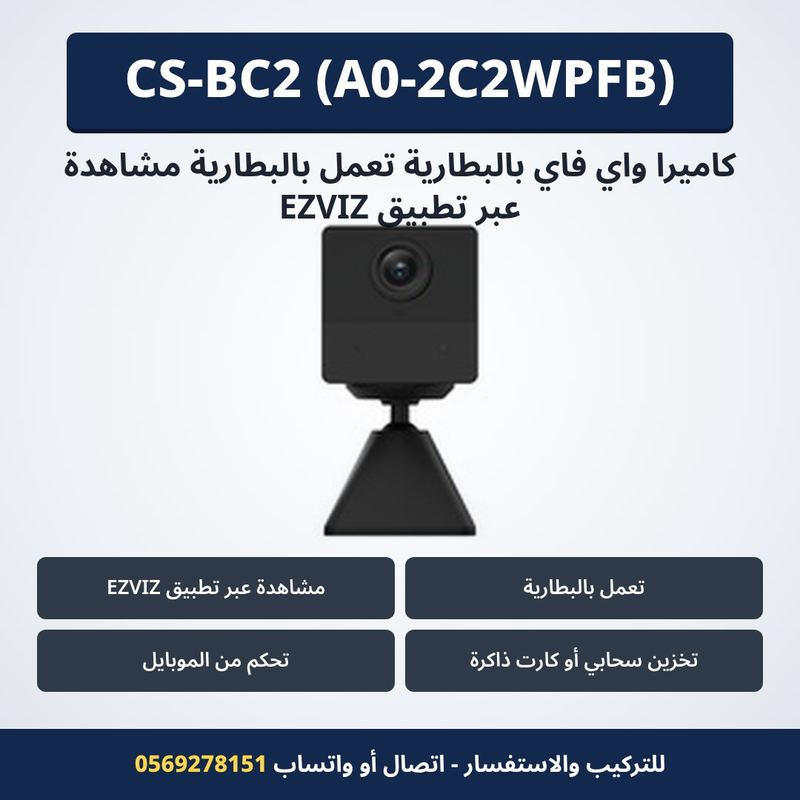 CS-BC2 (A0-2C2WPFB)
كاميرا واي فاي بالبطارية تعمل بالبطارية مشاهدة
عبر تطبيق EZVIZ
تعمل بالبطارية
مشاهدة عبر تطبيق EZVIZ
تخزين سحابي أو كارت ذاكرة
تحكم من الموبايل
للتركيب والاستفسار - اتصال أو واتساب 0569278151